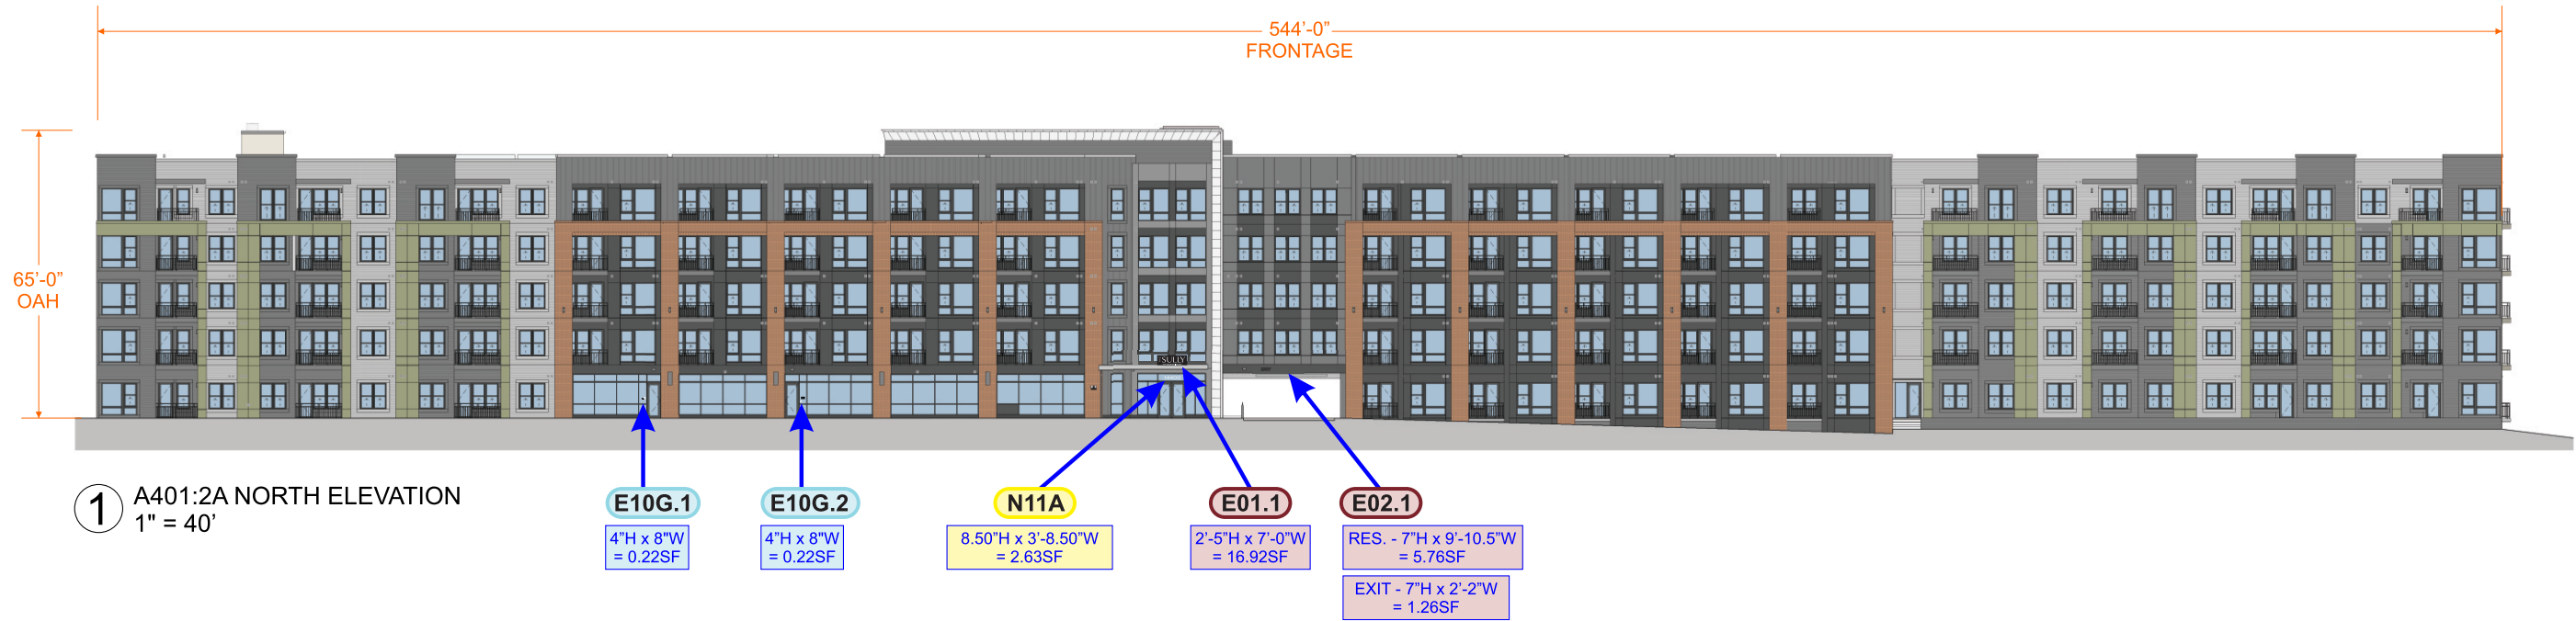 544'-0"
FRONTAGE
65'-0"
OAH
1
A401:2A NORTH ELEVATION
1" = 40'
E10G.1
4"H x 8"W
= 0.22SF
E10G.2
4"H x 8"W
= 0.22SF
N11A
8.50"H x 3'-8.50"W
= 2.63SF
E01.1
2'-5"H x 7'-0"W
= 16.92SF
E02.1
RES. - 7"H x 9'-10.5"W
= 5.76SF
EXIT - 7"H x 2'-2"W
= 1.26SF